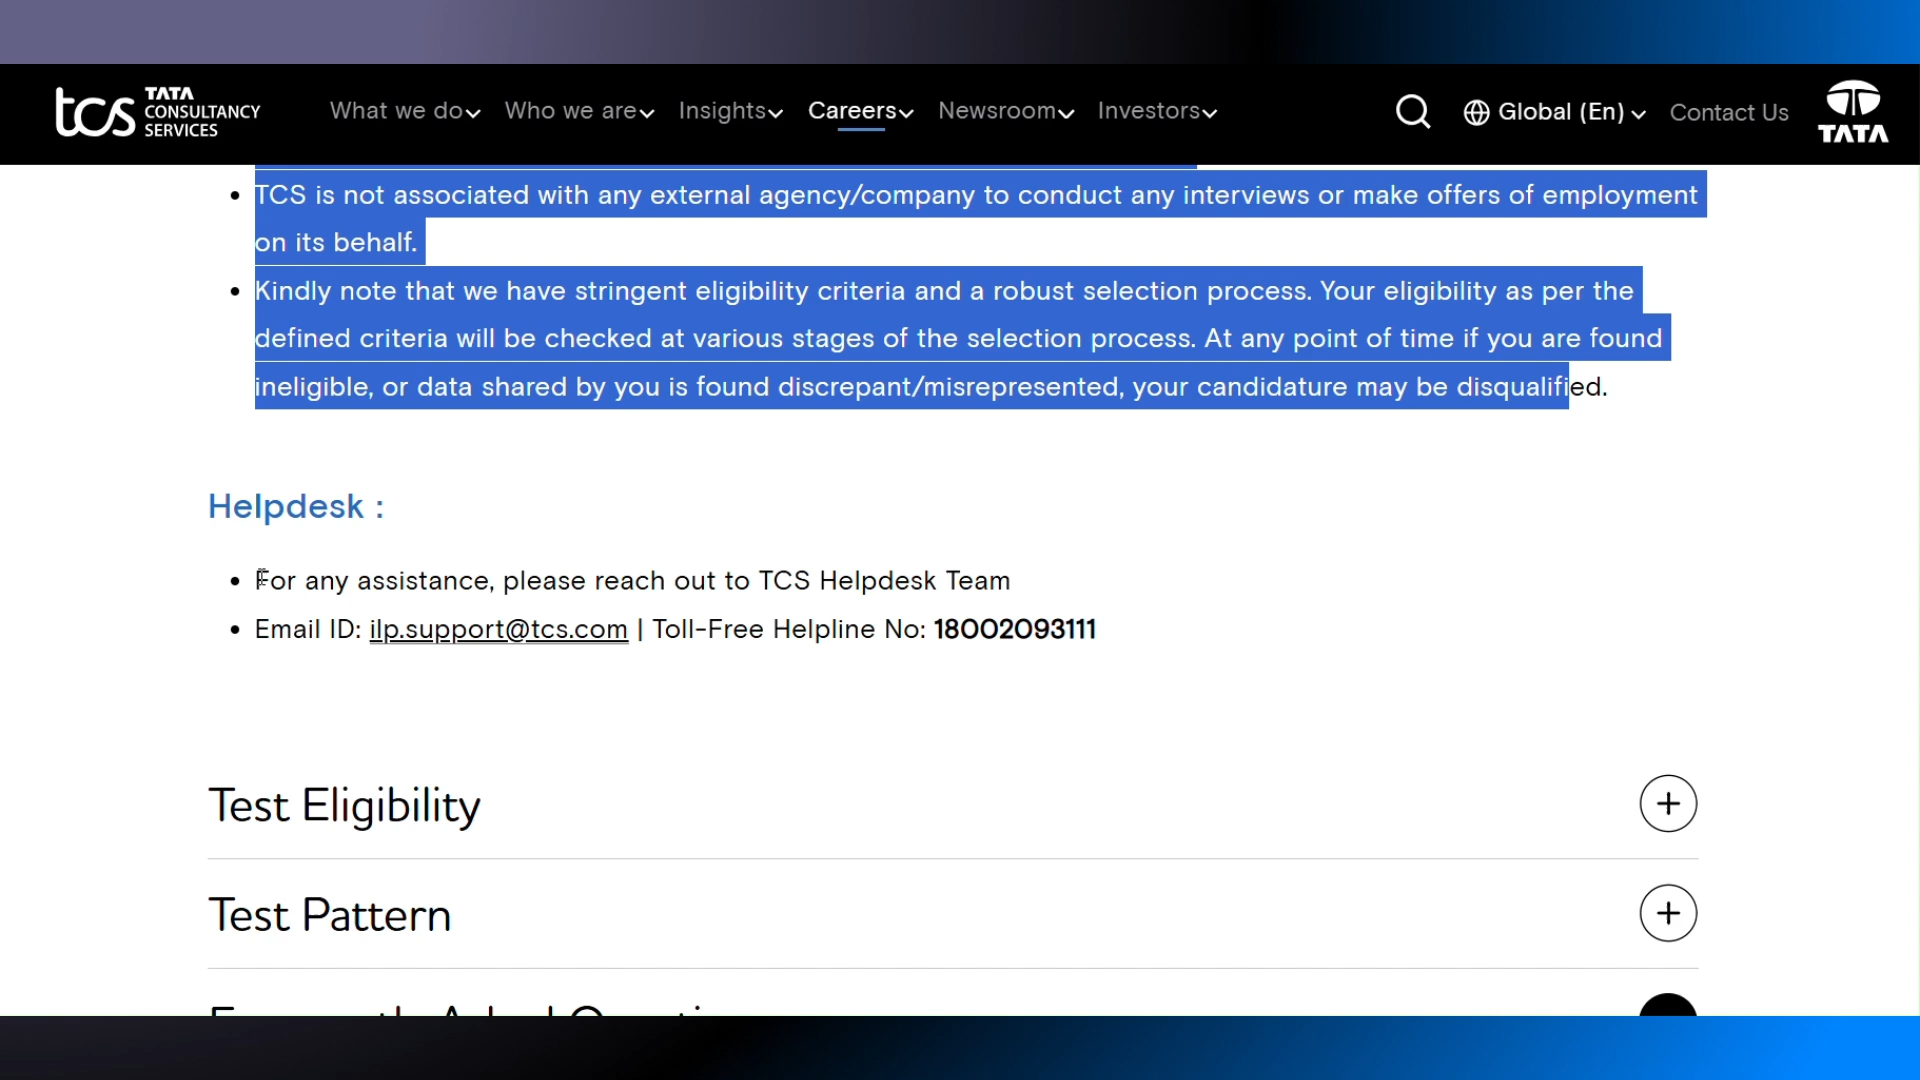 tcs TATA CONSULTANCY SERVICES
What we do Who we are Insights Careers Newsroom Investors Global (En) Contact Us TATA
TCS is not associated with any external agency/company to conduct any interviews or make offers of employment
on its behalf.
Kindly note that we have stringent eligibility criteria and a robust selection process. Your eligibility as per the
defined criteria will be checked at various stages of the selection process. At any point of time if you are found
ineligible, or data shared by you is found discrepant/misrepresented, your candidature may be disqualified.
Helpdesk :
For any assistance, please reach out to TCS Helpdesk Team
Email ID: ilp.support@tcs.com | Toll-Free Helpline No: 18002093111
Test Eligibility
Test Pattern